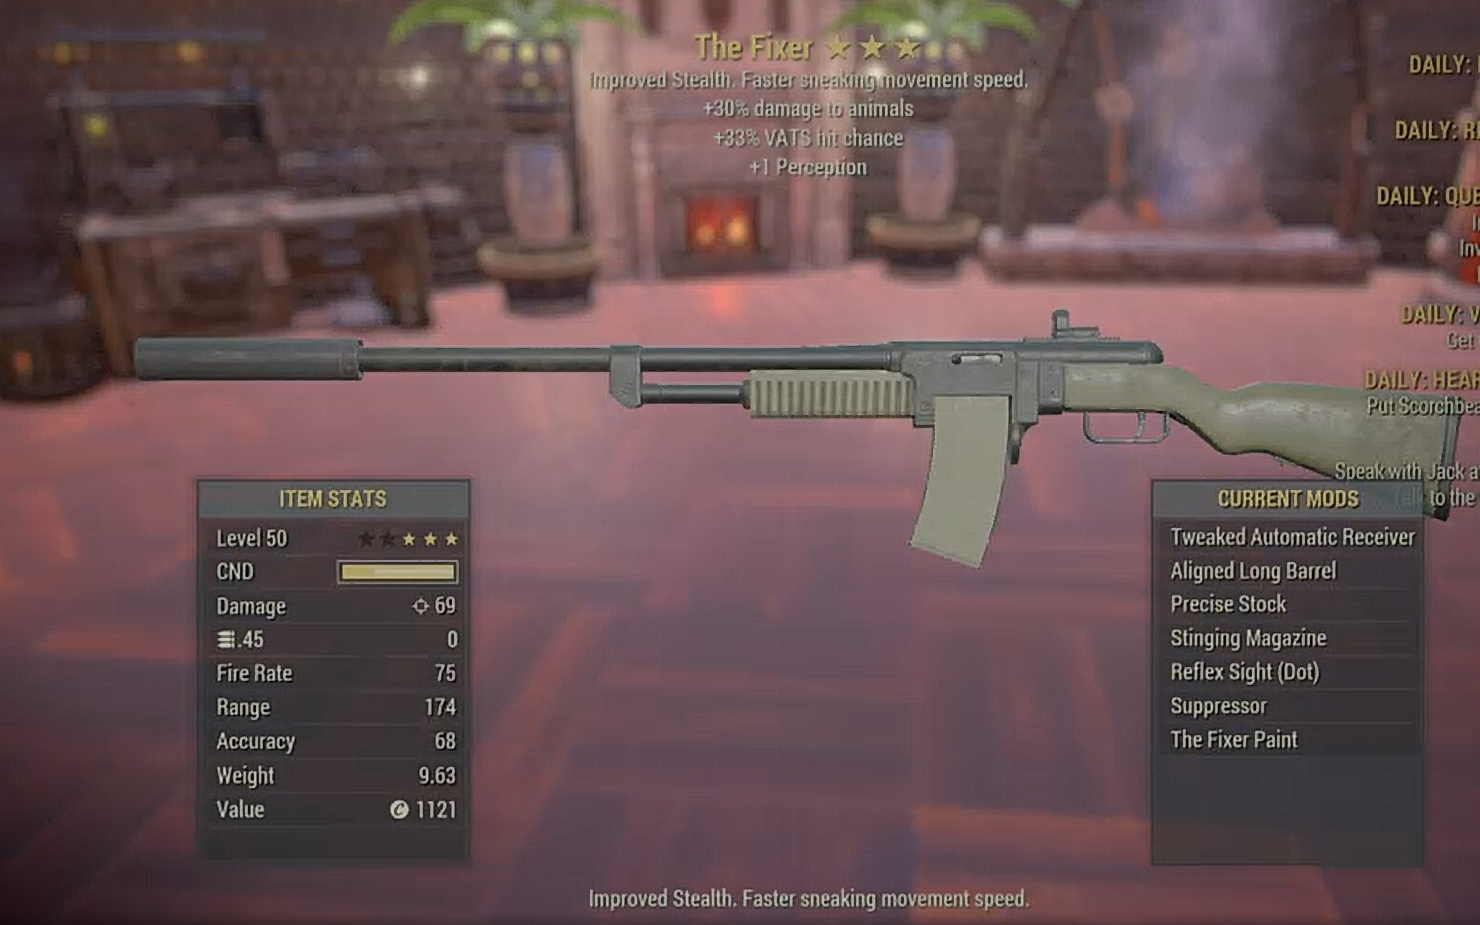 The Fixer ★ ★ ★
Improved Stealth. Faster sneaking movement speed.
+30% damage to animals
+33% VATS hit chance
+1 Perception
DAILY:
DAILY:
DAILY:
DAILY:
Get
DAILY:
Put
Speak with Jack
to the
ITEM STATS
Level 50
CND
Damage 69
.45 0
Fire Rate 75
Range 174
Accuracy 68
Weight 9.63
Value 1121
CURRENT MODS
Tweaked Automatic Receiver
Aligned Long Barrel
Precise Stock
Stinging Magazine
Reflex Sight (Dot)
Suppressor
The Fixer Paint
Improved Stealth. Faster sneaking movement speed.